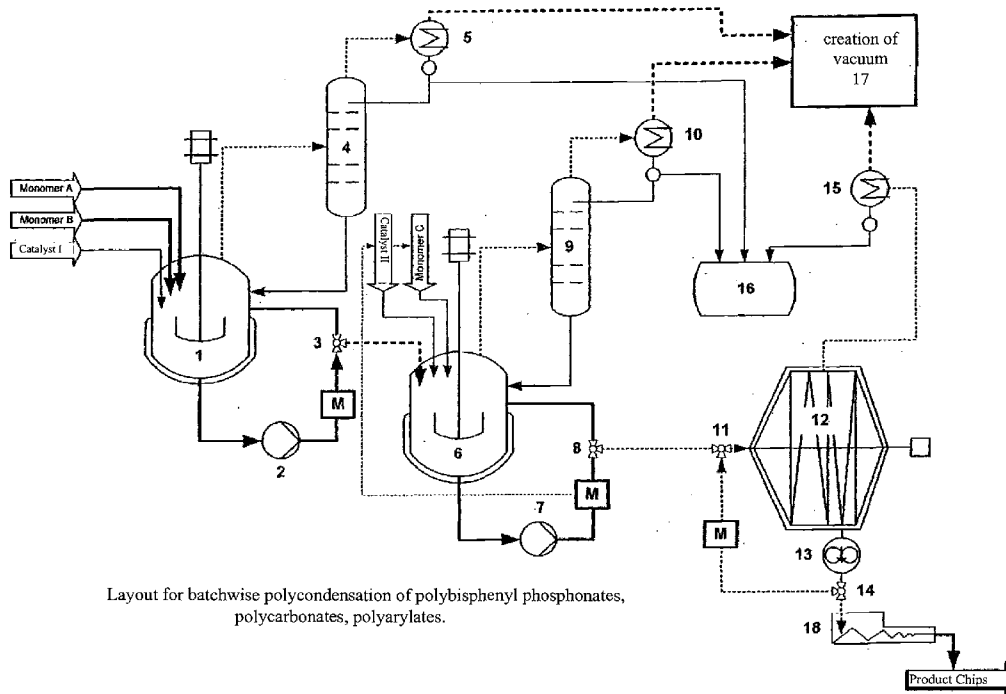 creation of
vacuum
17
5
10
4
15
Monomer A
Monomer B
Catalyst I
Catalyst II
Monomer C
9
16
1
3
M
2
6
8
11
12
M
7
M
13
14
18
Layout for batchwise polycondensation of polybisphenyl phosphonates,
polycarbonates, polyarylates.
Product Chips